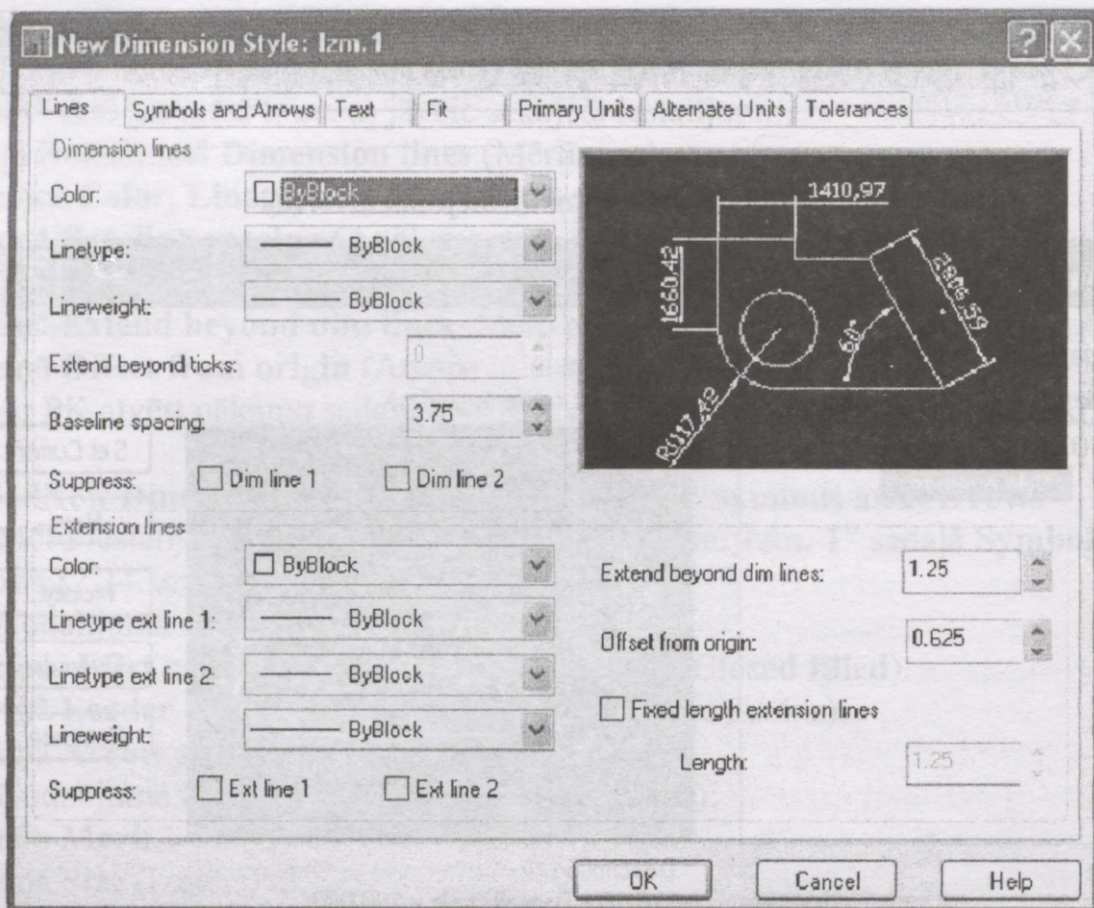 New Dimension Style: Izm.1
Lines Symbols and Arrows Text Fit Primary Units Alternate Units Tolerances
Dimension lines
Color: ByBlock
Linetype: ByBlock
Lineweight: ByBlock
Extend beyond ticks: 0
Baseline spacing: 3.75
Suppress: Dim line 1 Dim line 2
1410,97
1660,42
60°
Extension lines
Color: ByBlock
Linetype ext line 1: ByBlock
Linetype ext line 2: ByBlock
Lineweight: ByBlock
Suppress: Ext line 1 Ext line 2
Extend beyond dim lines: 1.25
Offset from origin: 0.625
Fixed length extension lines
Length: 1.25
OK Cancel Help